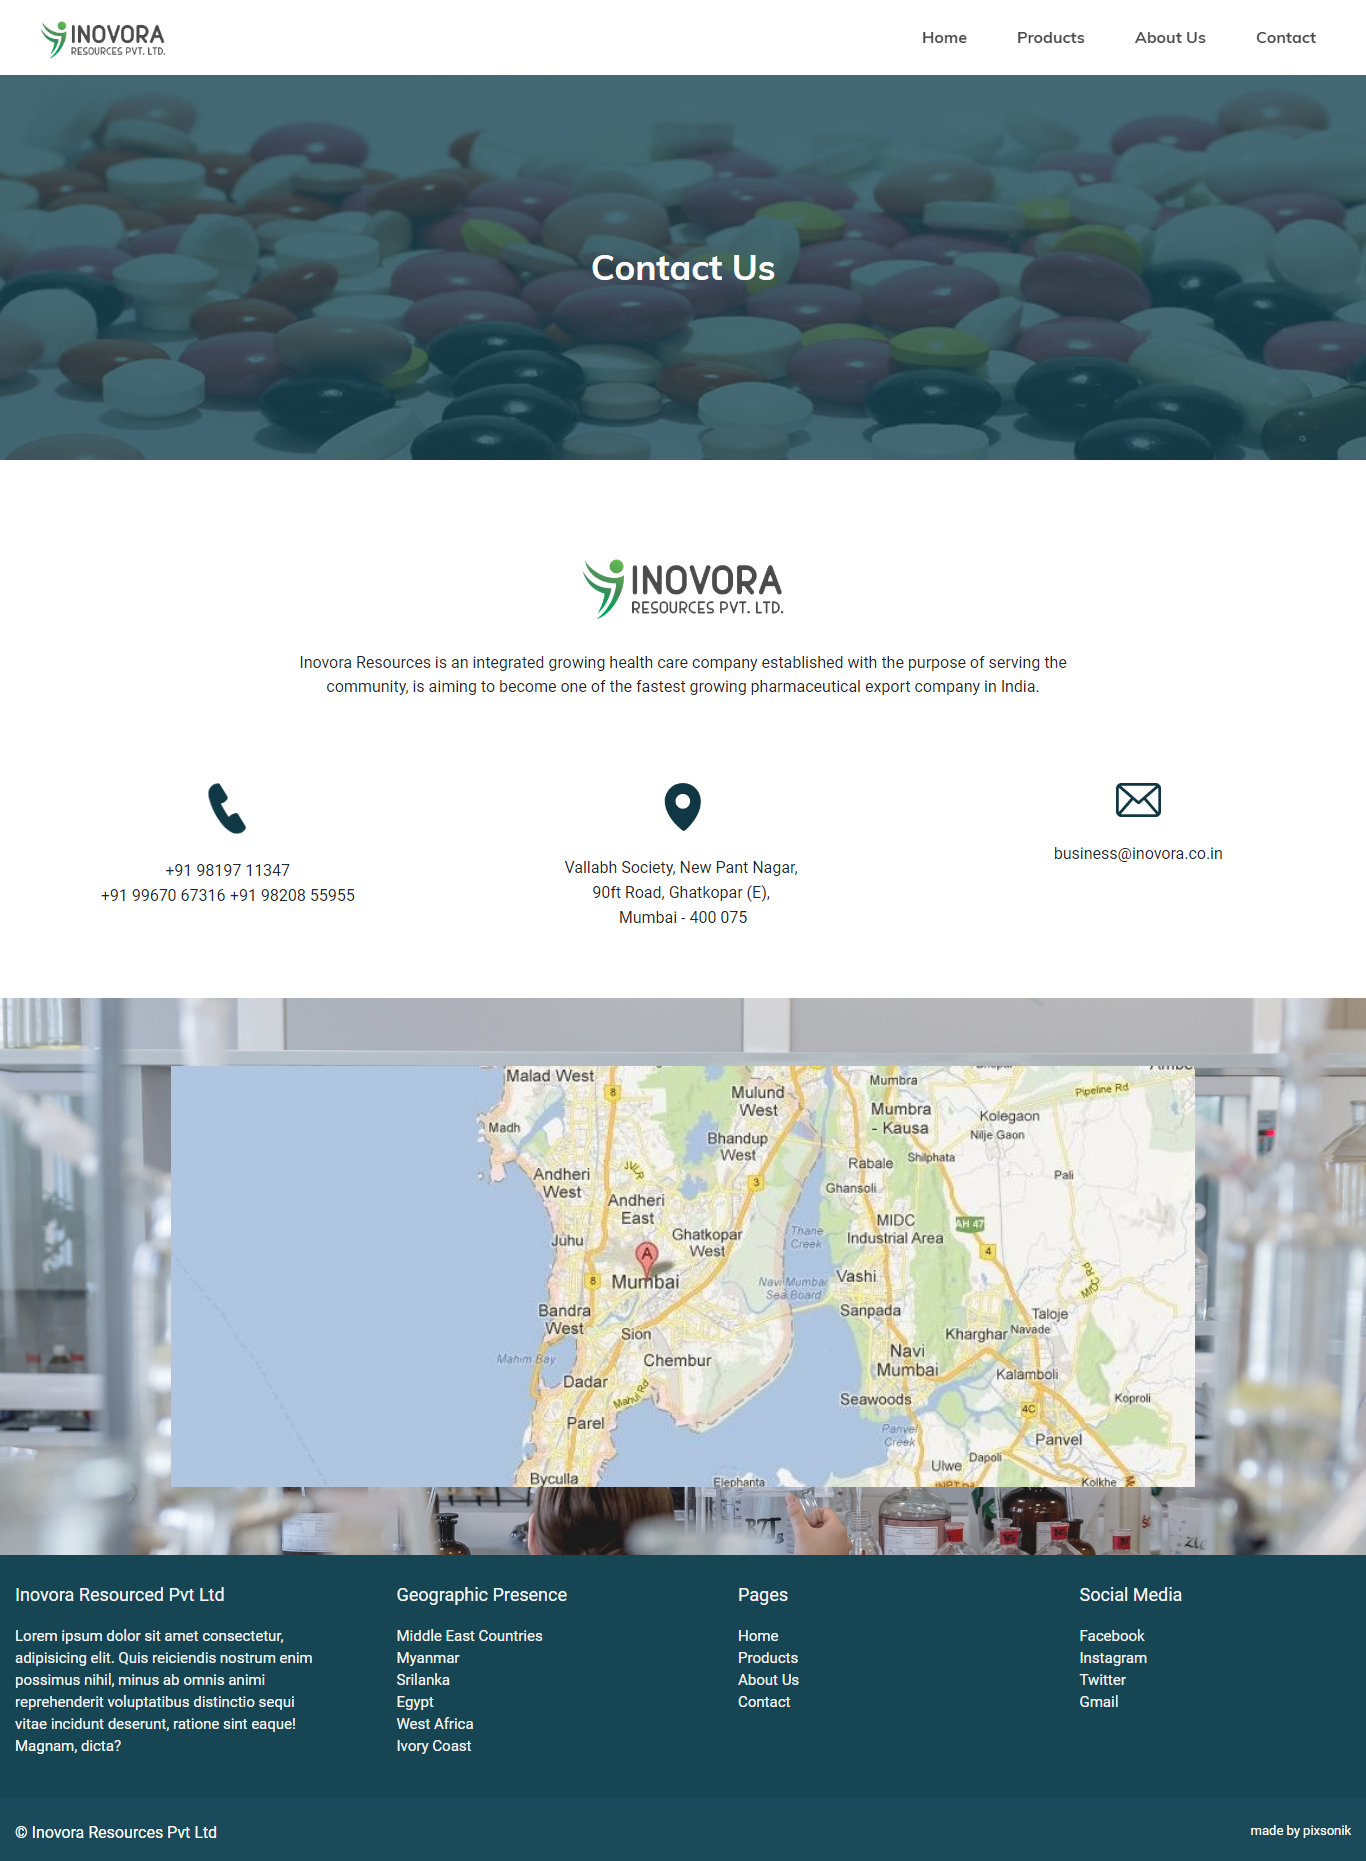 INOVORA
RESOURCES PVT. LTD.
Home Products About Us Contact
Contact Us
INOVORA
RESOURCES PVT. LTD.
Inovora Resources is an integrated growing health care company established with the purpose of serving the
community, is aiming to become one of the fastest growing pharmaceutical export company in India.
+91 98197 11347
+91 99670 67316 +91 98208 55955
Vallabh Society, New Pant Nagar,
90ft Road, Ghatkopar (E),
Mumbai - 400 075
business@inovora.co.in
Malad West
8
Mulund
West
Mumbra
Pipeline Rd
Madh
Mumbra
- Kausa
Kolegaon
Nilje Gaon
Bhandup
West
Shilphata
Rabale
Pali
Andheri
West
JVLR
3
Ghansoli
Andheri
East
MIDC
Industrial Area
AH 47
Juhu
Ghatkopar
West
Thane
Creek
4
A
8
Mumbai
Navi Mumbai
Sea Board
Vashi
Bandra
West
Sanpada
Taloje
Sion
Kharghar
Navade
Mahim Bay
Chembur
Navi
Mumbai
Kalamboli
Dadar
Mahul Rd
Seawoods
Koproli
Parel
4C
Panvel
Creek
Panvel
Ulwe
Dapoli
Byculla
Elephanta
Kolkhe
Inovora Resourced Pvt Ltd
Lorem ipsum dolor sit amet consectetur,
adipisicing elit. Quis reiciendis nostrum enim
possimus nihil, minus ab omnis animi
reprehenderit voluptatibus distinctio sequi
vitae incidunt deserunt, ratione sint eaque!
Magnam, dicta?
Geographic Presence
Middle East Countries
Myanmar
Srilanka
Egypt
West Africa
Ivory Coast
Pages
Home
Products
About Us
Contact
Social Media
Facebook
Instagram
Twitter
Gmail
© Inovora Resources Pvt Ltd
made by pixsonik